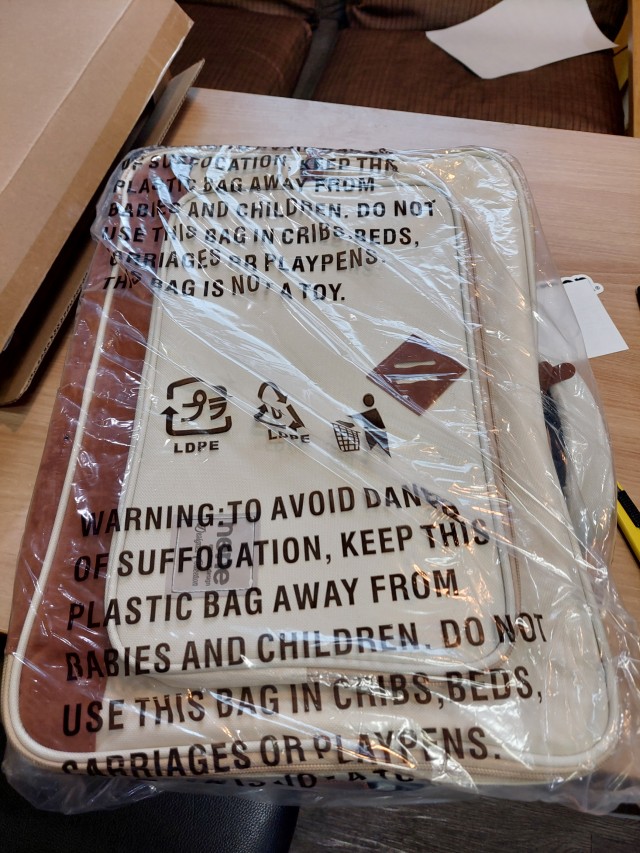 OF SUFFOCATION, KEEP THIS
PLASTIC BAG AWAY FROM
BABIES AND CHILDREN. DO NOT
USE THIS BAG IN CRIBS, BEDS,
CARRIAGES OR PLAYPENS.
THIS BAG IS NOT A TOY.
LDPE
LDPE
WARNING: TO AVOID DANGER
OF SUFFOCATION, KEEP THIS
PLASTIC BAG AWAY FROM
BABIES AND CHILDREN. DO NOT
USE THIS BAG IN CRIBS, BEDS,
CARRIAGES OR PLAYPENS.